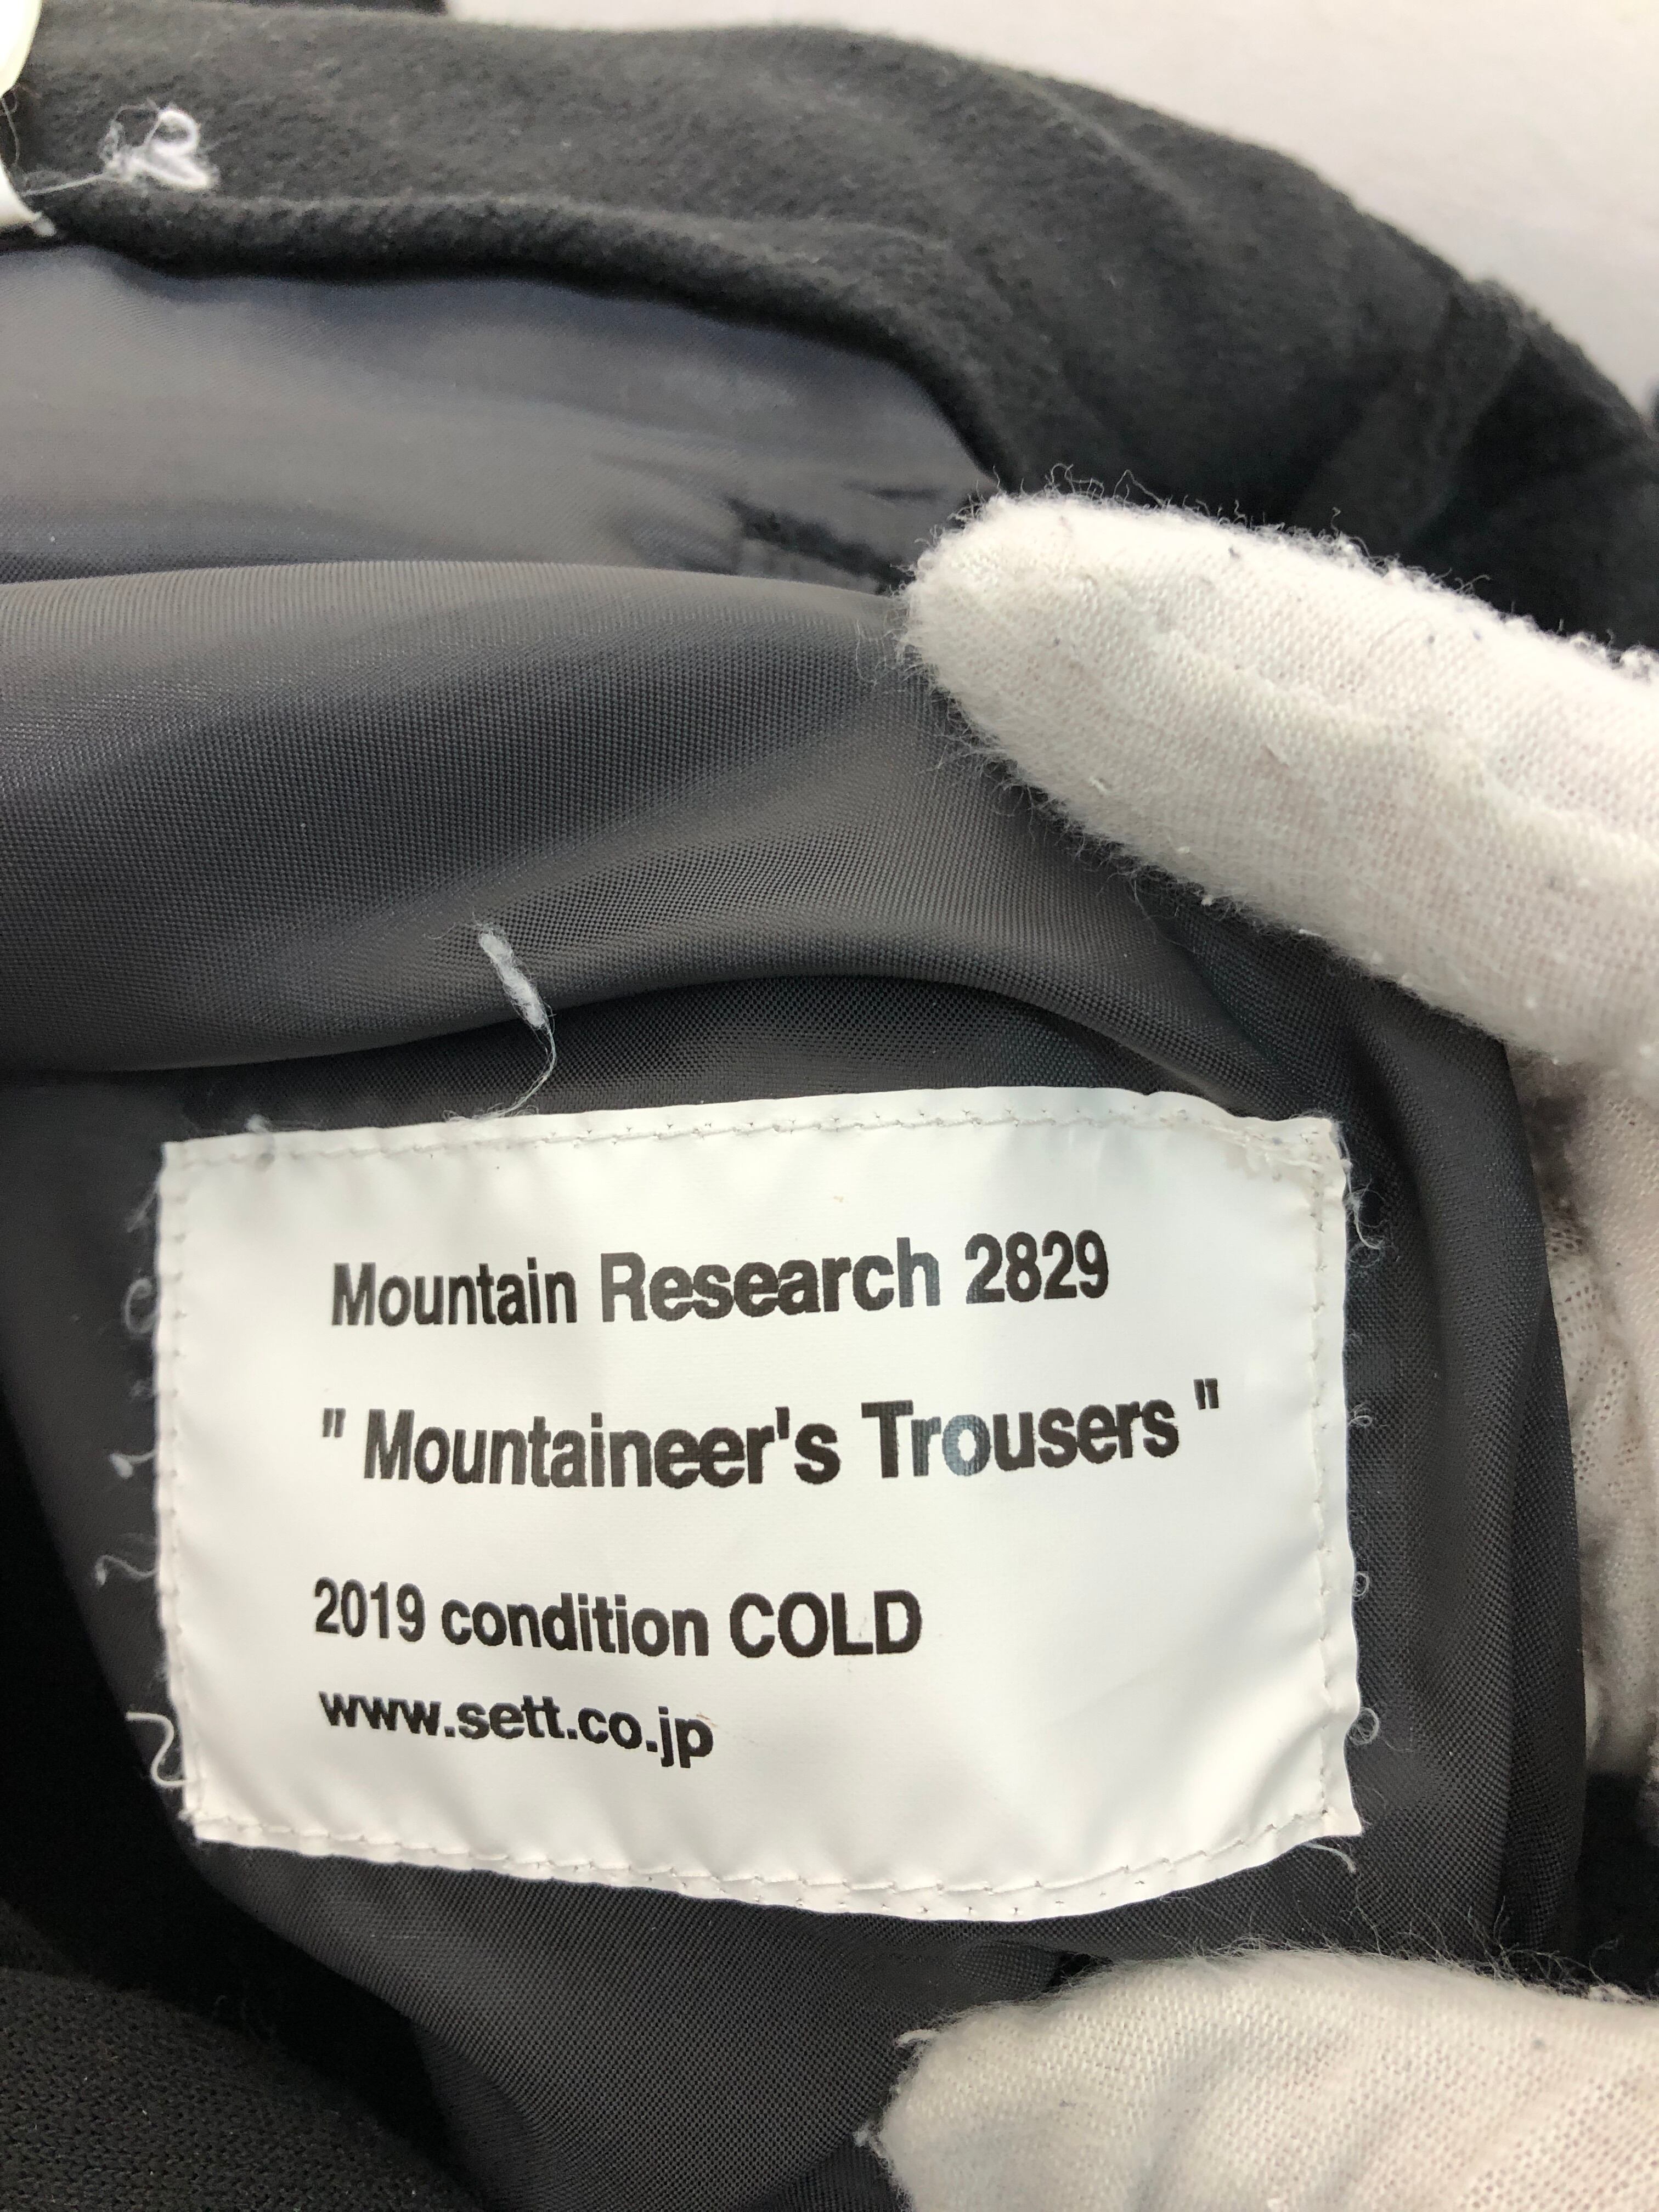 Mountain Research 2829
" Mountaineer's Trousers "
2019 condition COLD
www.sett.co.jp